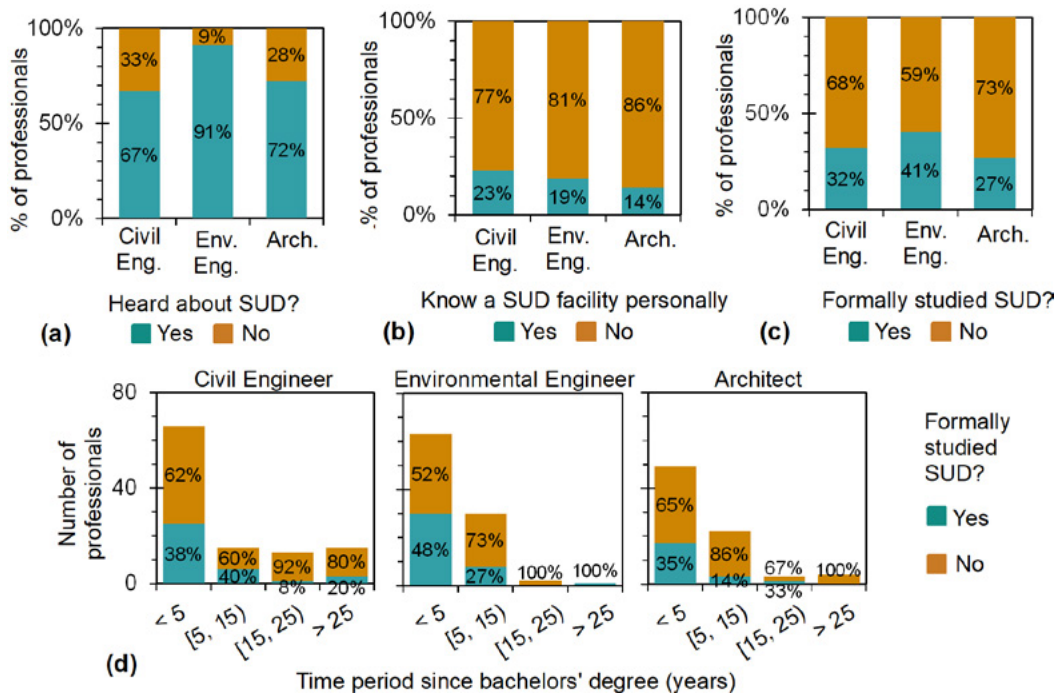 100%
50%
0%
% of professionals
33%
67%
9%
91%
28%
72%
Civil
Eng.
Env.
Eng.
Arch.
Heard about SUD?
(a)
Yes
No
100%
50%
0%
-% of professionals
77%
23%
81%
19%
86%
14%
Civil
Eng.
Env.
Eng.
Arch.
Know a SUD facility personally
(b)
Yes
No
100%
50%
0%
% of professionals
68%
32%
59%
41%
73%
27%
Civil
Eng.
Env.
Eng.
Arch.
Formally studied SUD?
(c)
Yes
No
Civil Engineer
Environmental Engineer
Architect
80
40
0
Number of
professionals
62%
38%
60%
40%
92%
8%
80%
20%
52%
48%
73%
27%
100%
100%
65%
35%
86%
14%
67%
33%
100%
< 5
[5, 15)
[15, 25)
> 25
< 5
[5, 15)
[15, 25)
> 25
< 5
[5, 15)
[15, 25)
> 25
Formally
studied
SUD?
Yes
No
(d)
Time period since bachelors' degree (years)